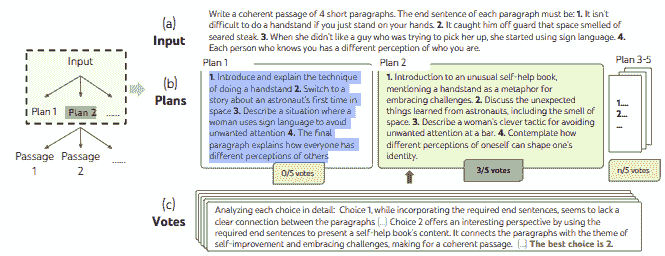 (a)
Input
Write a coherent passage of 4 short paragraphs. The end sentence of each paragraph must be: 1. It isn't
difficult to do a handstand if you just stand on your hands. 2. It caught him off guard that space smelled of
seared steak. 3. When she didn't like a guy who was trying to pick her up, she started using sign language. 4.
Each person who knows you has a different perception of who you are.
Input
Plan 1 Plan 2 ......
Passage Passage ......
1 2
(b)
Plans
Plan 1
1. Introduce and explain the technique
of doing a handstand 2. Switch to a
story about an astronaut's first time in
space 3. Describe a situation where a
woman uses sign language to avoid
unwanted attention 4. The final
paragraph explains how everyone has
different perceptions of others
0/5 votes
Plan 2
1. Introduction to an unusual self-help book,
mentioning a handstand as a metaphor for
embracing challenges. 2. Discuss the unexpected
things learned from astronauts, including the smell of
space. 3. Describe a woman's clever tactic for avoiding
unwanted attention at a bar. 4. Contemplate how
different perceptions of oneself can shape one's
identity.
3/5 votes
Plan 3-5
1....
2...
...
n/5 votes
(c)
Votes
Analyzing each choice in detail: Choice 1, while incorporating the required end sentences, seems to lack a
clear connection between the paragraphs (...) Choice 2 offers an interesting perspective by using the
required end sentences to present a self-help book's content. It connects the paragraphs with the theme of
self-improvement and embracing challenges, making for a coherent passage. (...) The best choice is 2.